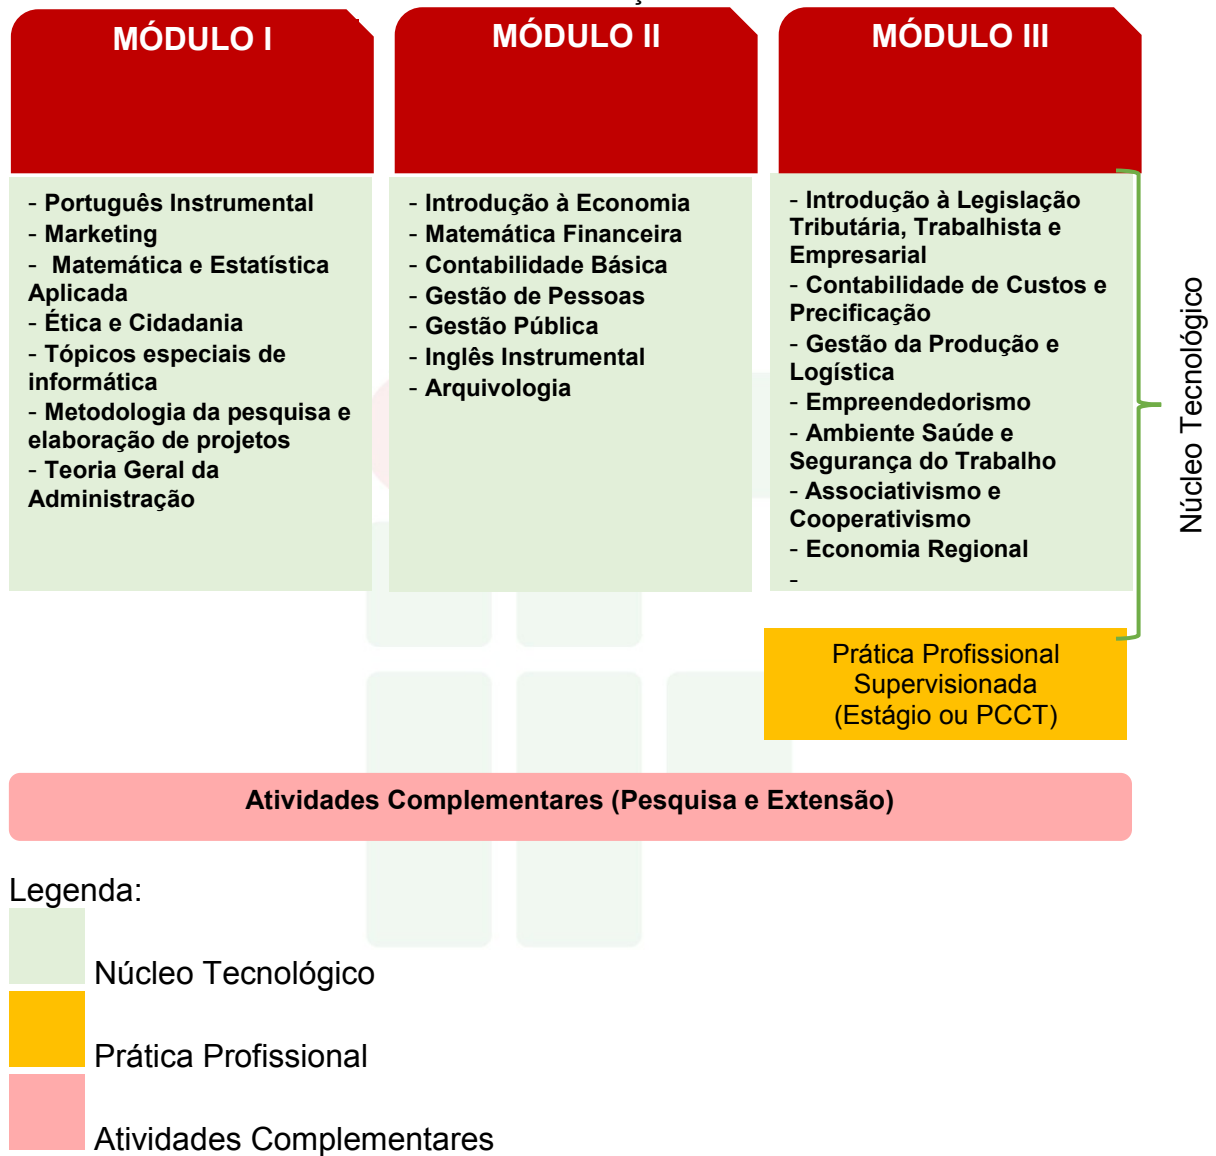 MÓDULO I
- Português Instrumental
- Marketing
- Matemática e Estatística
Aplicada
- Ética e Cidadania
- Tópicos especiais de
informática
- Metodologia da pesquisa e
elaboração de projetos
- Teoria Geral da
Administração
MÓDULO II
- Introdução à Economia
- Matemática Financeira
- Contabilidade Básica
- Gestão de Pessoas
- Gestão Pública
- Inglês Instrumental
- Arquivologia
MÓDULO III
- Introdução à Legislação
Tributária, Trabalhista e
Empresarial
- Contabilidade de Custos e
Precificação
- Gestão da Produção e
Logística
- Empreendedorismo
- Ambiente Saúde e
Segurança do Trabalho
- Associativismo e
Cooperativismo
- Economia Regional
-
Núcleo Tecnológico
Prática Profissional
Supervisionada
(Estágio ou PCCT)
Atividades Complementares (Pesquisa e Extensão)
Legenda:
Núcleo Tecnológico
Prática Profissional
Atividades Complementares